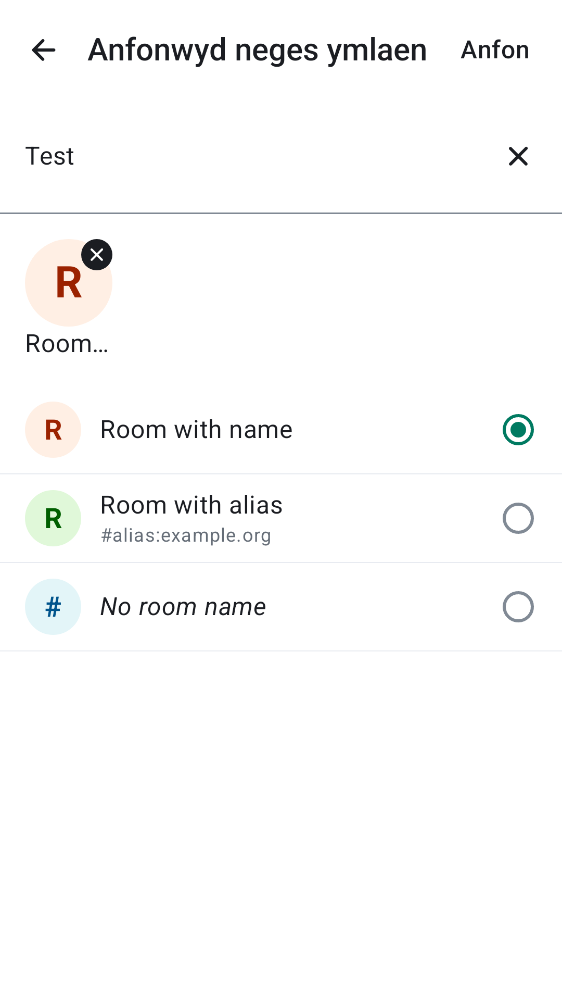 Anfonwyd neges ymlaen
Anfon
Test
R
Room…
R
Room with name
R
Room with alias
#alias:example.org
#
No room name